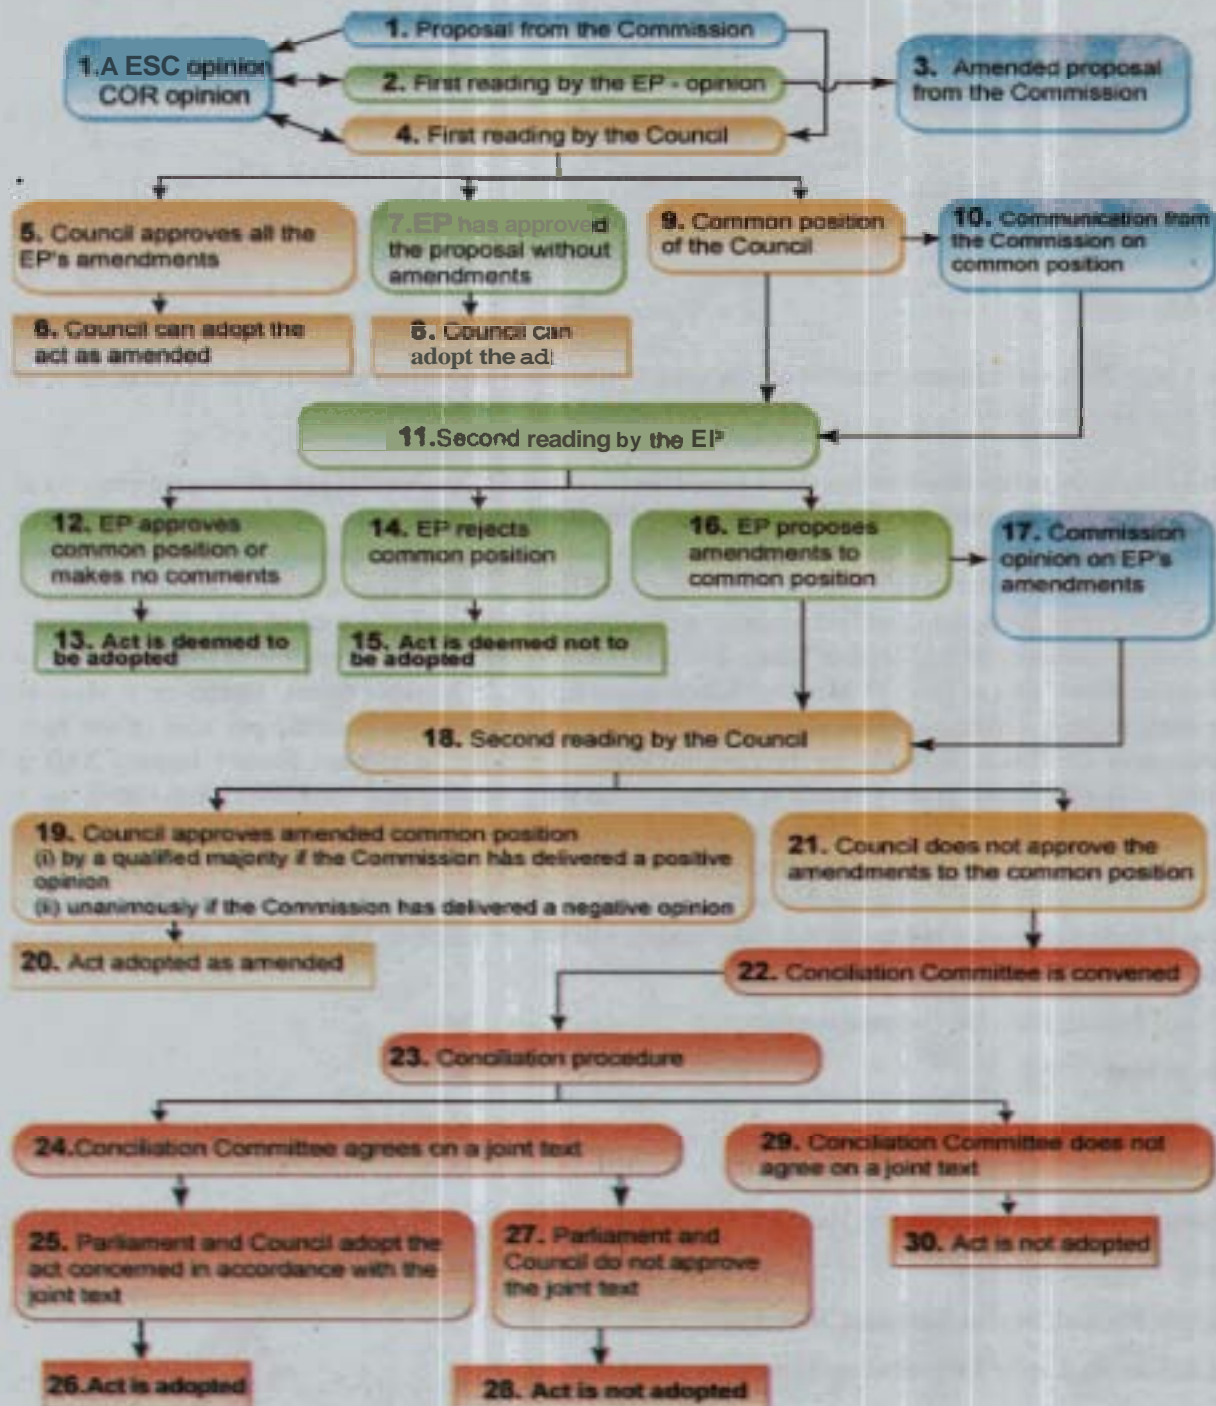 1. Proposal from the Commission
1.A ESC opinion
COR opinion
2. First reading by the EP - opinion
3. Amended proposal
from the Commission
4. First reading by the Council
5. Council approves all the
EP's amendments
7.EP has approved
the proposal without
amendments
9. Common position
of the Council
10. Communication from
the Commission on
common position
6. Council can adopt the
act as amended
8. Council can
adopt the
11.Second reading by the
12. EP approves
common position or
makes no comments
14. EP rejects
common position
16. EP proposes
amendments to
common position
17. Commission
opinion on EP's
amendments
13. Act is deemed to
be adopted
15. Act is deemed not to
be adopted
18. Second reading by the Council
19. Council approves amended common position
(i) by a qualified majority if the Commission has delivered a positive
opinion
(ii) unanimously if the Commission has delivered a negative opinion
21. Council does not approve the
amendments to the common position
20. Act adopted as amended
22. Conciliation Committee is convened
23. Conciliation procedure
24.Conciliation Committee agrees on a joint text
29. Conciliation Committee does not
agree on a joint text
25. Parliament and Council adopt the
act concerned in accordance with the
joint text
27. Parliament and
Council do not approve
the joint text
30. Act is not adopted
26.Act is adopted
28. Act is not adopted